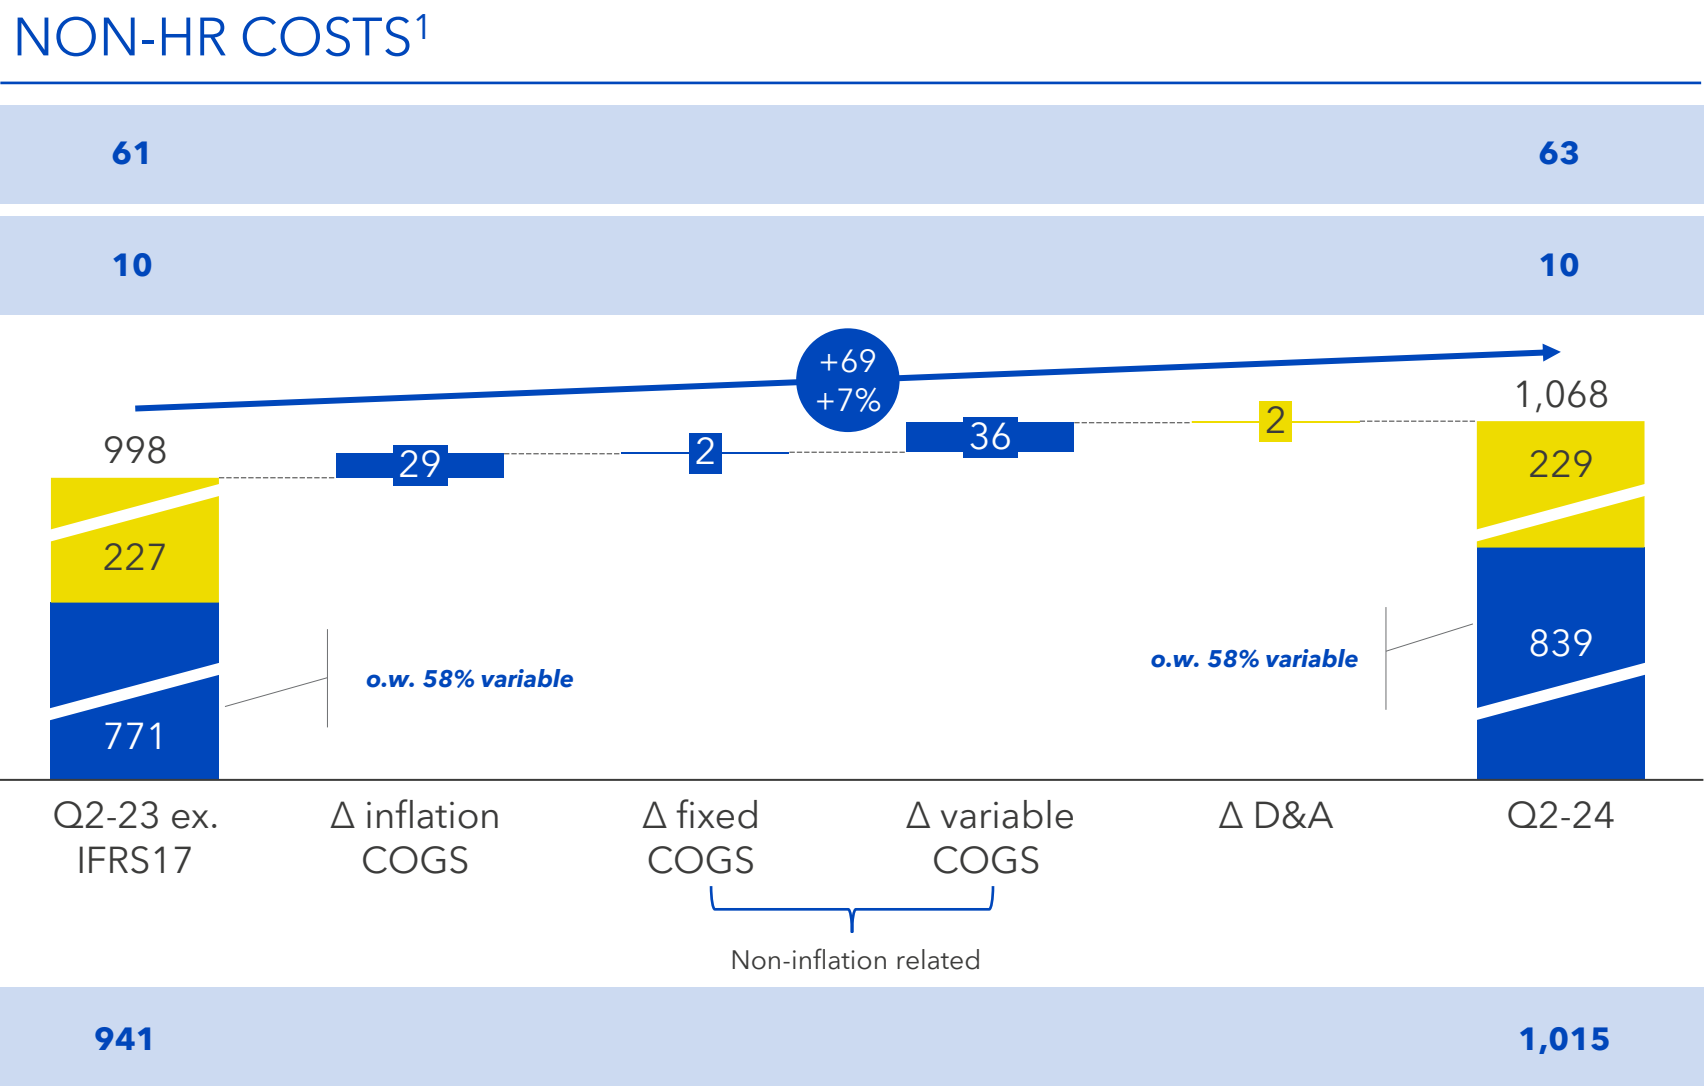 NON-HR COSTS1
61 63
10 10
+69
+7%
998
1,068
29
2
36
2
227
229
771
839
o.w. 58% variable
o.w. 58% variable
Q2-23 ex.
IFRS17
Δ inflation
COGS
Δ fixed
COGS
Δ variable
COGS
Δ D&A
Q2-24
Non-inflation related
941 1,015